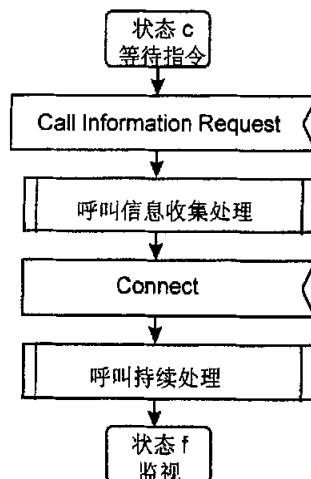 状态 c
等待指令
Call Information Request
呼叫信息收集处理
Connect
呼叫持续处理
状态 f
监视